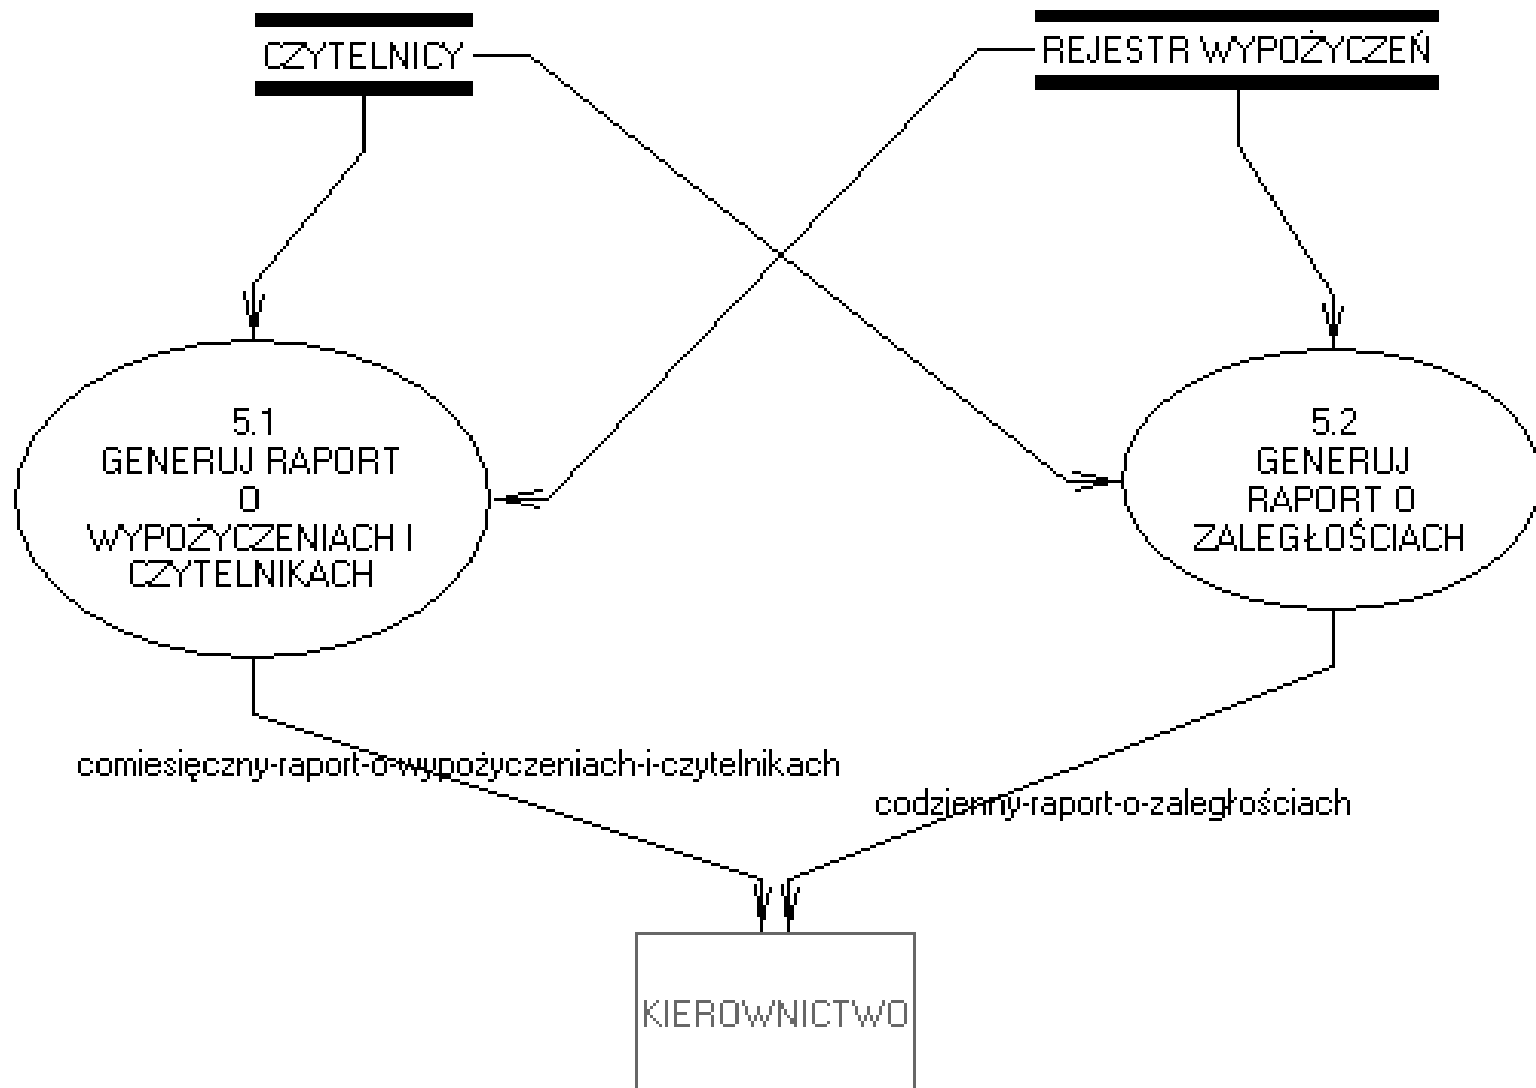 CZYTELNICY
REJESTR WYPOŻYCZEŃ
5.1
GENERUJ RAPORT
O
WYPOŻYCZENIACH I
CZYTELNIKACH
5.2
GENERUJ
RAPORT O
ZALEGŁOŚCIACH
comiesięczny-raport-o-wypożyczeniach-i-czytelnikach
codzienny-raport-o-zaległościach
KIEROWNICTWO